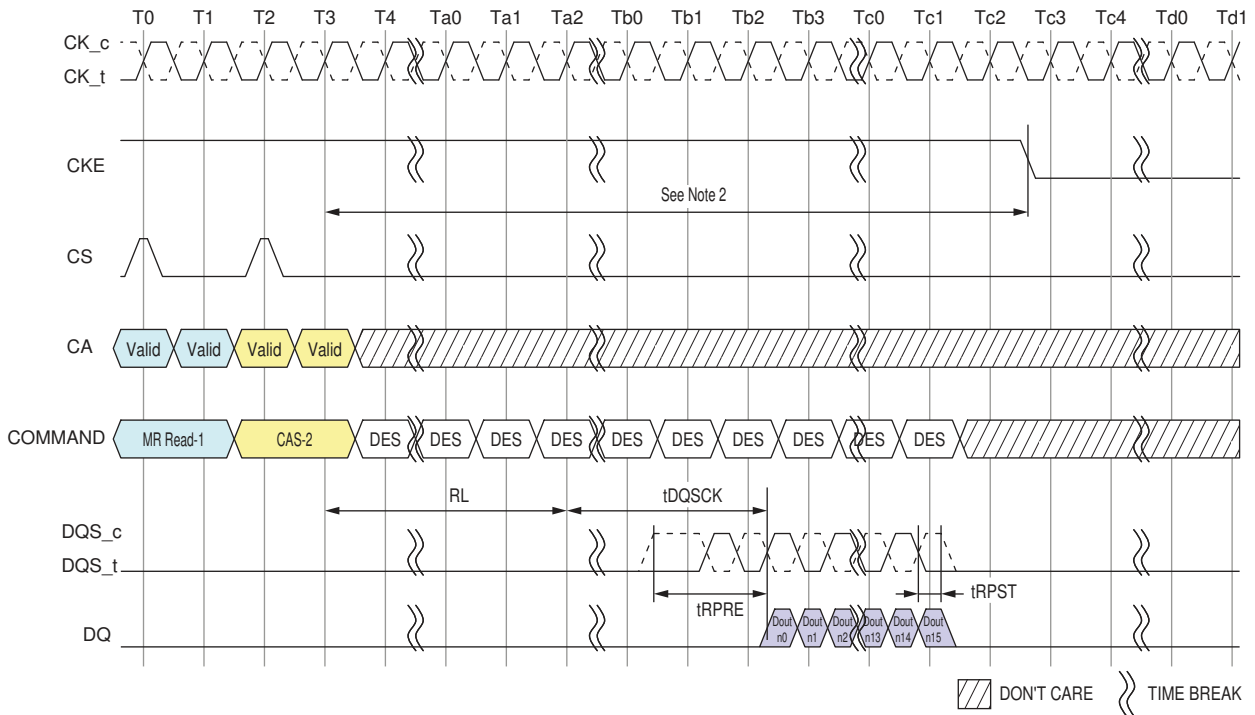 T0 T1 T2 T3 T4 Ta0 Ta1 Ta2 Tb0 Tb1 Tb2 Tb3 Tc0 Tc1 Tc2 Tc3 Tc4 Td0 Td1
CK_c
CK_t
CKE
See Note 2
CS
CA Valid Valid Valid Valid
COMMAND MR Read-1 CAS-2 DES DES DES DES DES DES DES DES DES DES
RL tDQSCK
DQS_c
DQS_t
tRPRE tRPST
DQ Dout n0 Dout n1 Dout n2 Dout n13 Dout n14 Dout n15
DON'T CARE TIME BREAK